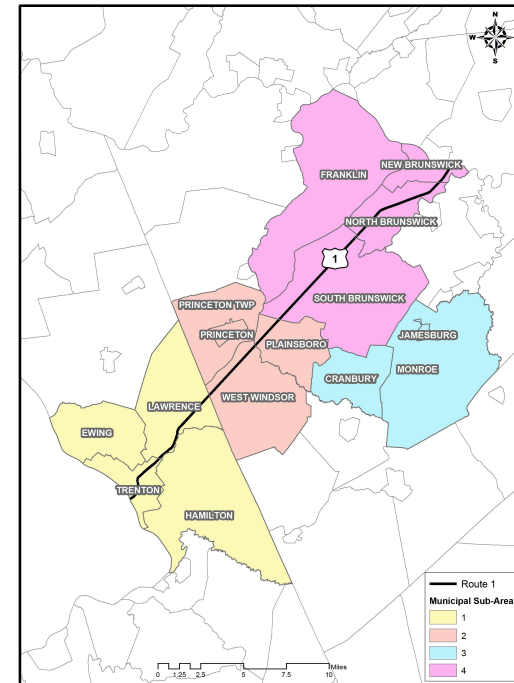 N
W E
S
NEW BRUNSWICK
FRANKLIN
NORTH BRUNSWICK
1
SOUTH BRUNSWICK
PRINCETON TWP
PRINCETON
PLAINSBORO
JAMESBURG
CRANBURY
MONROE
WEST WINDSOR
LAWRENCE
EWING
TRENTON
HAMILTON
Route 1
Municipal Sub-Area
1
2
3
4
Miles
0 1.25 2.5 5 7.5 10